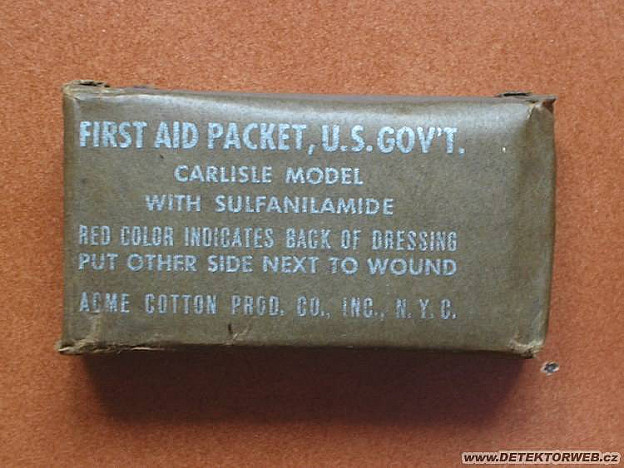 FIRST AID PACKET, U.S. GOV'T.
CARLISLE MODEL
WITH SULFANILAMIDE
RED COLOR INDICATES BACK OF DRESSING
PUT OTHER SIDE NEXT TO WOUND
ACME COTTON PROD. CO., INC., N. Y. C.
www.DETEKTORWEB.cz